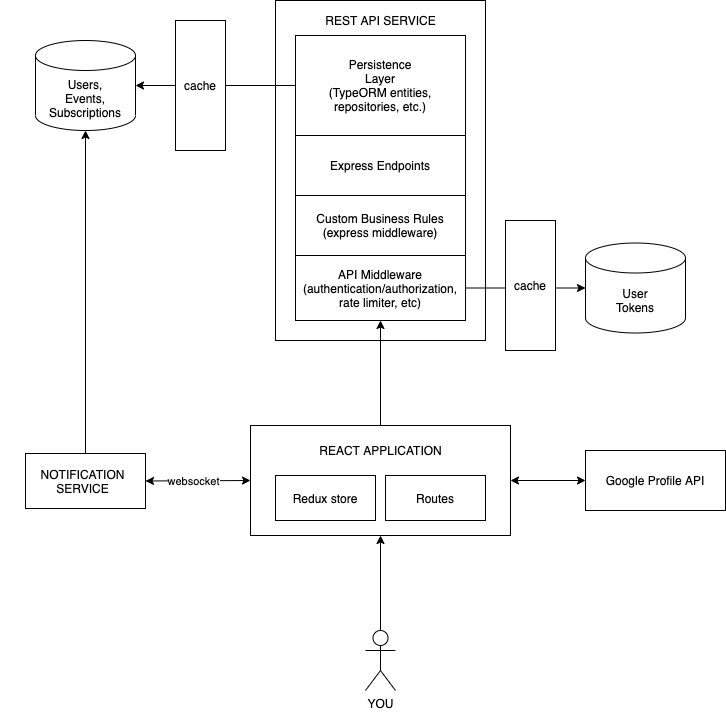 REST API SERVICE
Persistence
Layer
(TypeORM entities,
repositories, etc.)
Users,
Events,
Subscriptions
cache
Express Endpoints
Custom Business Rules
(express middleware)
API Middleware
(authentication/authorization,
rate limiter, etc)
cache
User
Tokens
REACT APPLICATION
Redux store
Routes
NOTIFICATION
SERVICE
websocket
Google Profile API
YOU